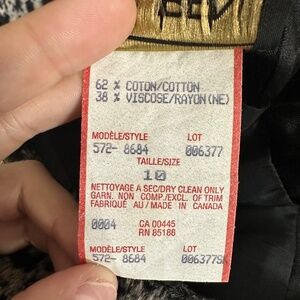 62 % COTON/COTTON
38 % VISCOSE/RAYON(NE)
MODÈLE/STYLE LOT
572- 8684 006377
TAILLE/SIZE
10
NETTOYAGE A SEC/DRY CLEAN ONLY
GARN. NON COMP./EXCL. OF TRIM
FABRIQUÉ AU/MADE IN CANADA
0004 CA 00445
RN 85188
MODÈLE/STYLE LOT
572- 8684 006377SK